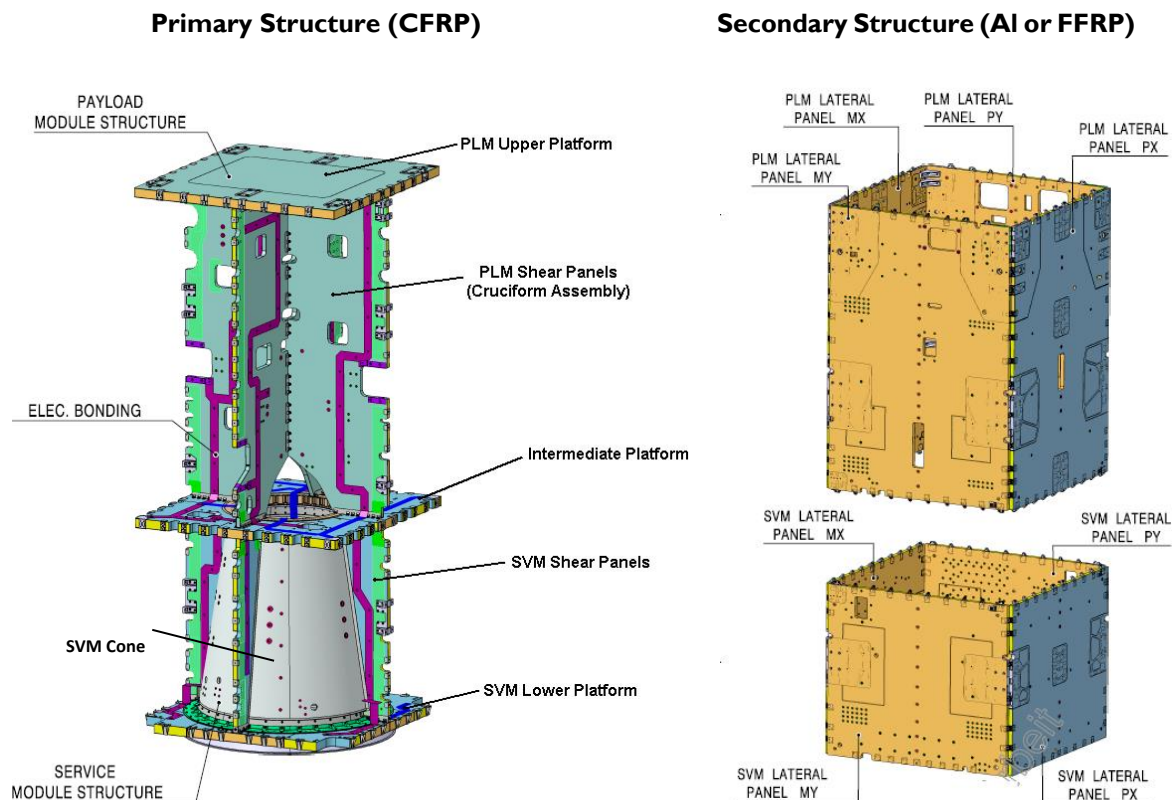 Primary Structure (CFRP)
Secondary Structure (Al or FFRP)
PAYLOAD
MODULE STRUCTURE
PLM Upper Platform
PLM Shear Panels
(Cruciform Assembly)
ELEC. BONDING
Intermediate Platform
SVM Shear Panels
SVM Cone
SVM Lower Platform
SERVICE
MODULE STRUCTURE
PLM LATERAL
PANEL MX
PLM LATERAL
PANEL PY
PLM LATERAL
PANEL PX
PLM LATERAL
PANEL MY
SVM LATERAL
PANEL MX
SVM LATERAL
PANEL PY
SVM LATERAL
PANEL MY
SVM LATERAL
PANEL PX